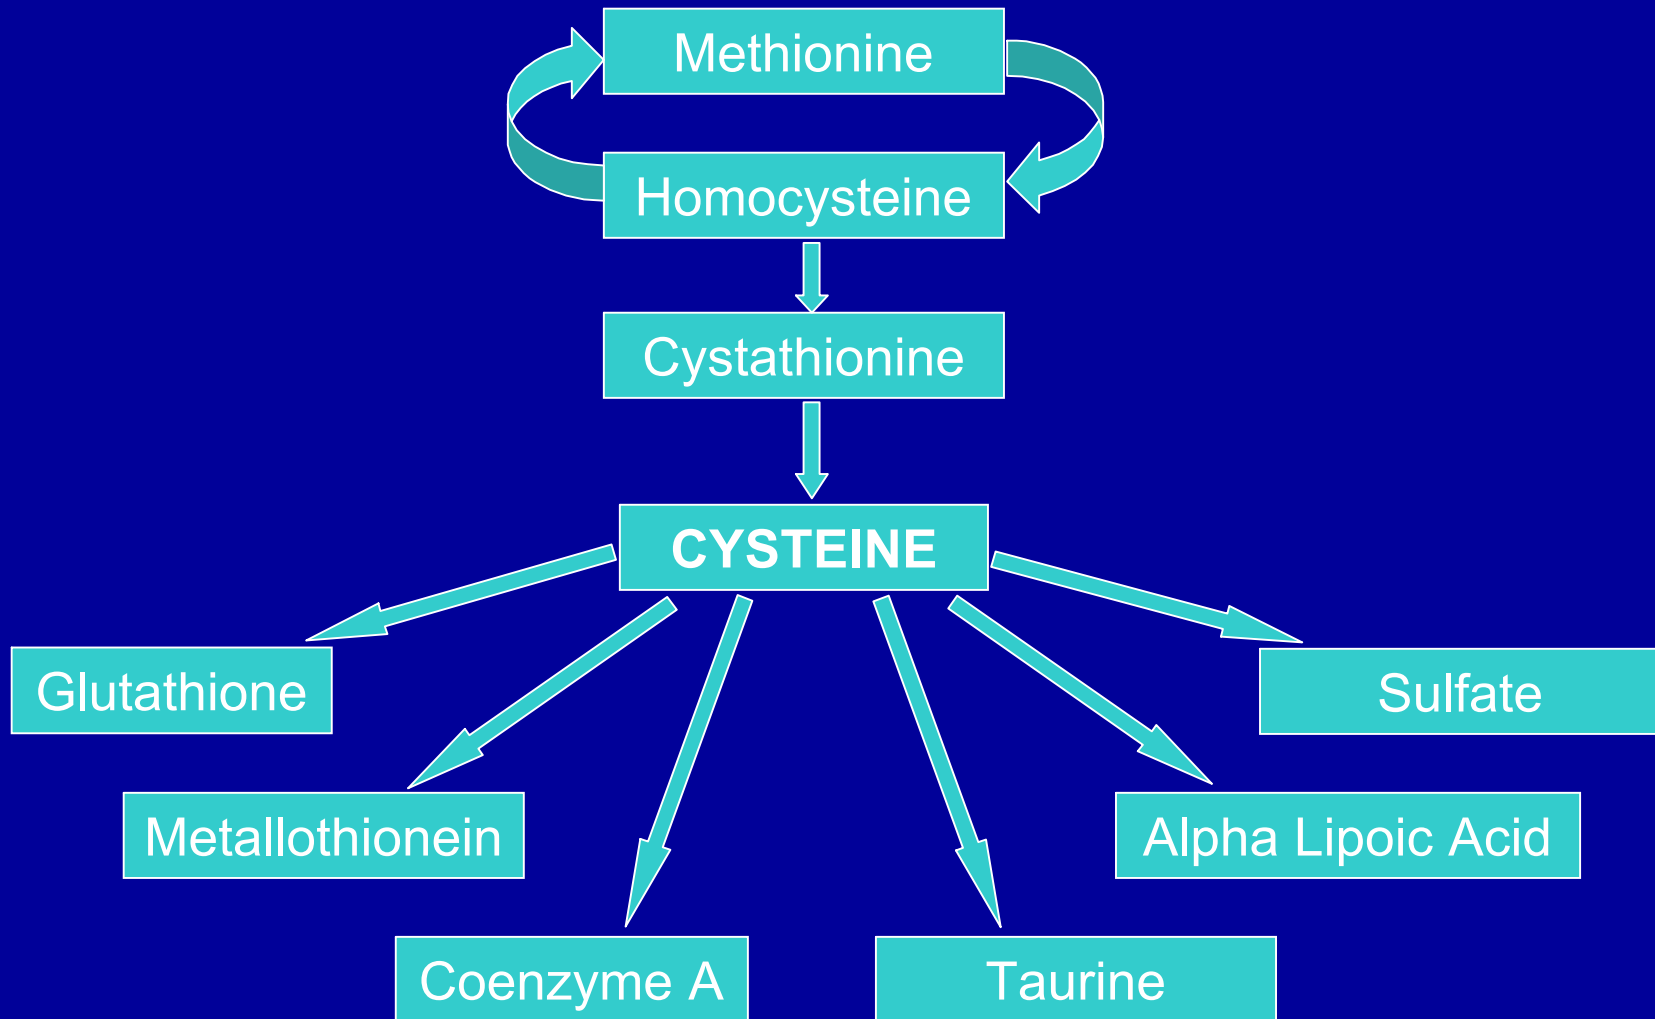 Methionine
Homocysteine
Cystathionine
CYSTEINE
Glutathione
Sulfate
Metallothionein
Alpha Lipoic Acid
Coenzyme A
Taurine